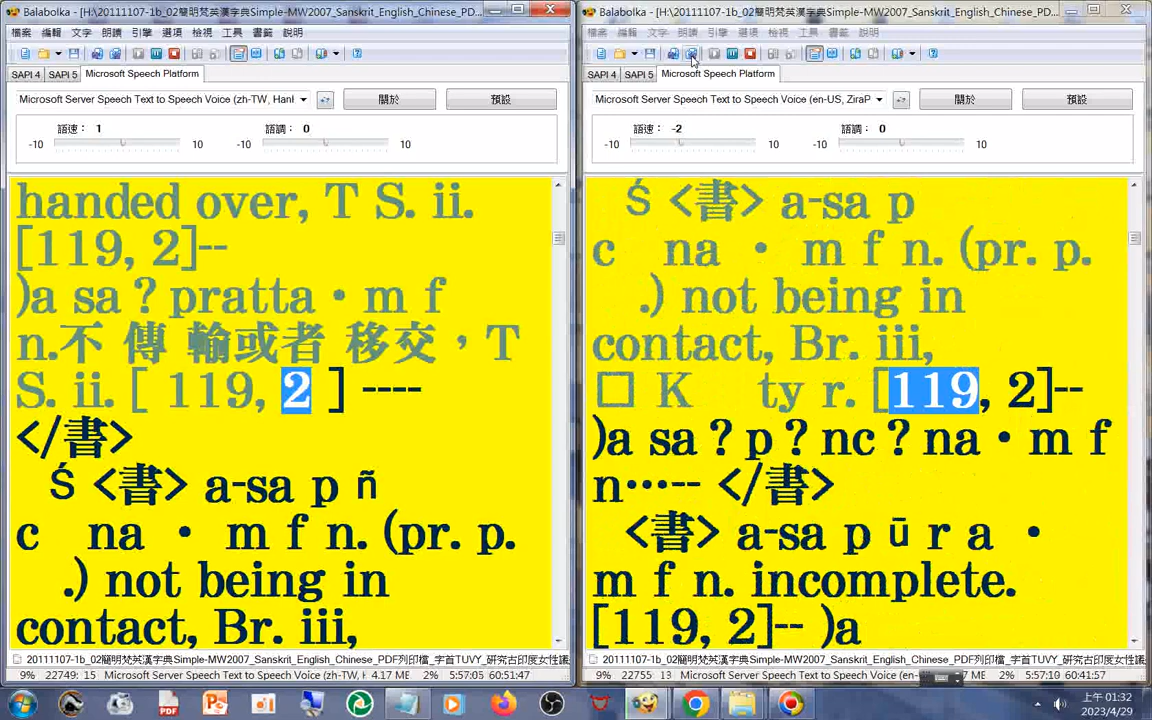 Balabolka - [H:\20111107-1b_02簡明梵英漢字典Simple-MW2007_Sanskrit_English_Chinese_PD...
檔案 編輯 文字 朗讀 引擎 選項 檢視 工具 書籤 說明
SAPI 4 SAPI 5 Microsoft Speech Platform
Microsoft Server Speech Text to Speech Voice (zh-TW, HanI 關於 預設
語速： 1 語調： 0
-10 10 -10 10
handed over, T S. ii.
[119, 2]--
)a sa？pratta‧m f
n.不 傳 輸或者 移交，T
S. ii. [ 119, 2 ] ----
</書>
Ś <書> a-sa p ñ
c na ‧ m f n. (pr. p.
.) not being in
contact, Br. iii,
20111107-1b_02簡明梵英漢字典Simple-MW2007_Sanskrit_English_Chinese_PDF列印檔_字首TUVY_研究古印度女性議
9% 22749: 15 Microsoft Server Speech Text to Speech Voice (zh-TW, H 4.17 MB 2% 5:57:05 60:51:47
Balabolka - [H:\20111107-1b_02簡明梵英漢字典Simple-MW2007_Sanskrit_English_Chinese_PD...
檔案 編輯 文字 朗讀 引擎 選項 檢視 工具 書籤 說明
SAPI 4 SAPI 5 Microsoft Speech Platform
Microsoft Server Speech Text to Speech Voice (en-US, ZiraP 關於 預設
語速： -2 語調： 0
-10 10 -10 10
Ś <書> a-sa p
c na ‧ m f n. (pr. p.
.) not being in
contact, Br. iii,
□ K ty r. [119, 2]--
)a sa？p？nc？na‧m f
n…-- </書>
<書> a-sa p ū r a ‧
m f n. incomplete.
[119, 2]-- )a
20111107-1b_02簡明梵英漢字典Simple-MW2007_Sanskrit_English_Chinese_PDF列印檔_字首TUVY_研究古印度女性議
9% 22755: 13 Microsoft Server Speech Text to Speech Voice 4.17 MB 2% 5:57:10 60:41:57
上午 01:32
2023/4/29